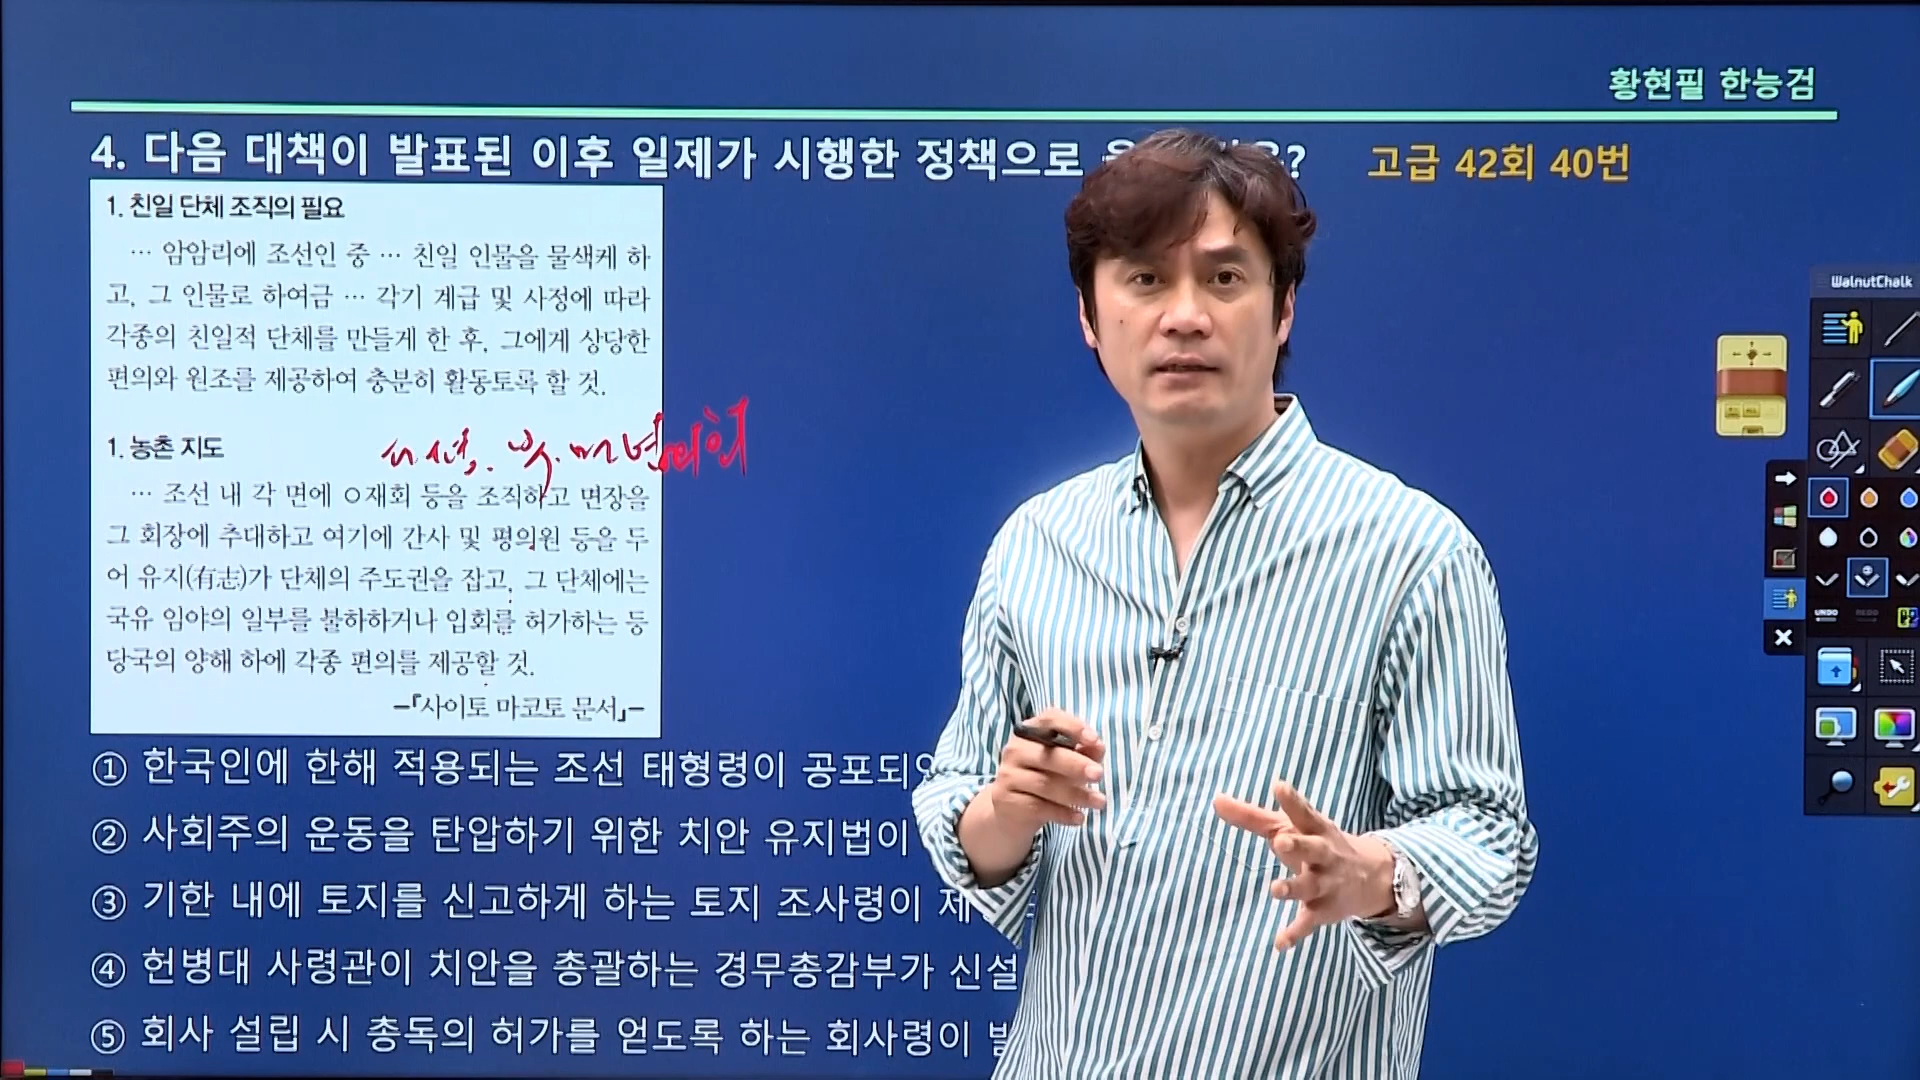 황현필 한능검
4. 다음 대책이 발표된 이후 일제가 시행한 정책으로 ?
고급 42회 40번
1. 친일 단체 조직의 필요
… 암암리에 조선인 중 … 친일 인물을 물색케 하
고, 그 인물로 하여금 … 각기 계급 및 사정에 따라
각종의 친일적 단체를 만들게 한 후, 그에게 상당한
편의와 원조를 제공하여 충분히 활동토록 할 것.
1. 농촌 지도
… 조선 내 각 면에 ○재회 등을 조직하고 면장을
그 회장에 추대하고 여기에 간사 및 평의원 등을 두
어 유지(有志)가 단체의 주도권을 잡고, 그 단체에는
국유 임야의 일부를 불하하거나 입회를 허가하는 등
당국의 양해 하에 각종 편의를 제공할 것.
-『사이토 마코토 문서』-
① 한국인에 한해 적용되는 조선 태형령이
② 사회주의 운동을 탄압하기 위한 치안 유지법이
③ 기한 내에 토지를 신고하게 하는 토지 조사령이
④ 헌병대 사령관이 치안을 총괄하는 경무총감부가 신설
⑤ 회사 설립 시 총독의 허가를 얻도록 하는 회사령이
WalnutChalk
UNDO
REDO